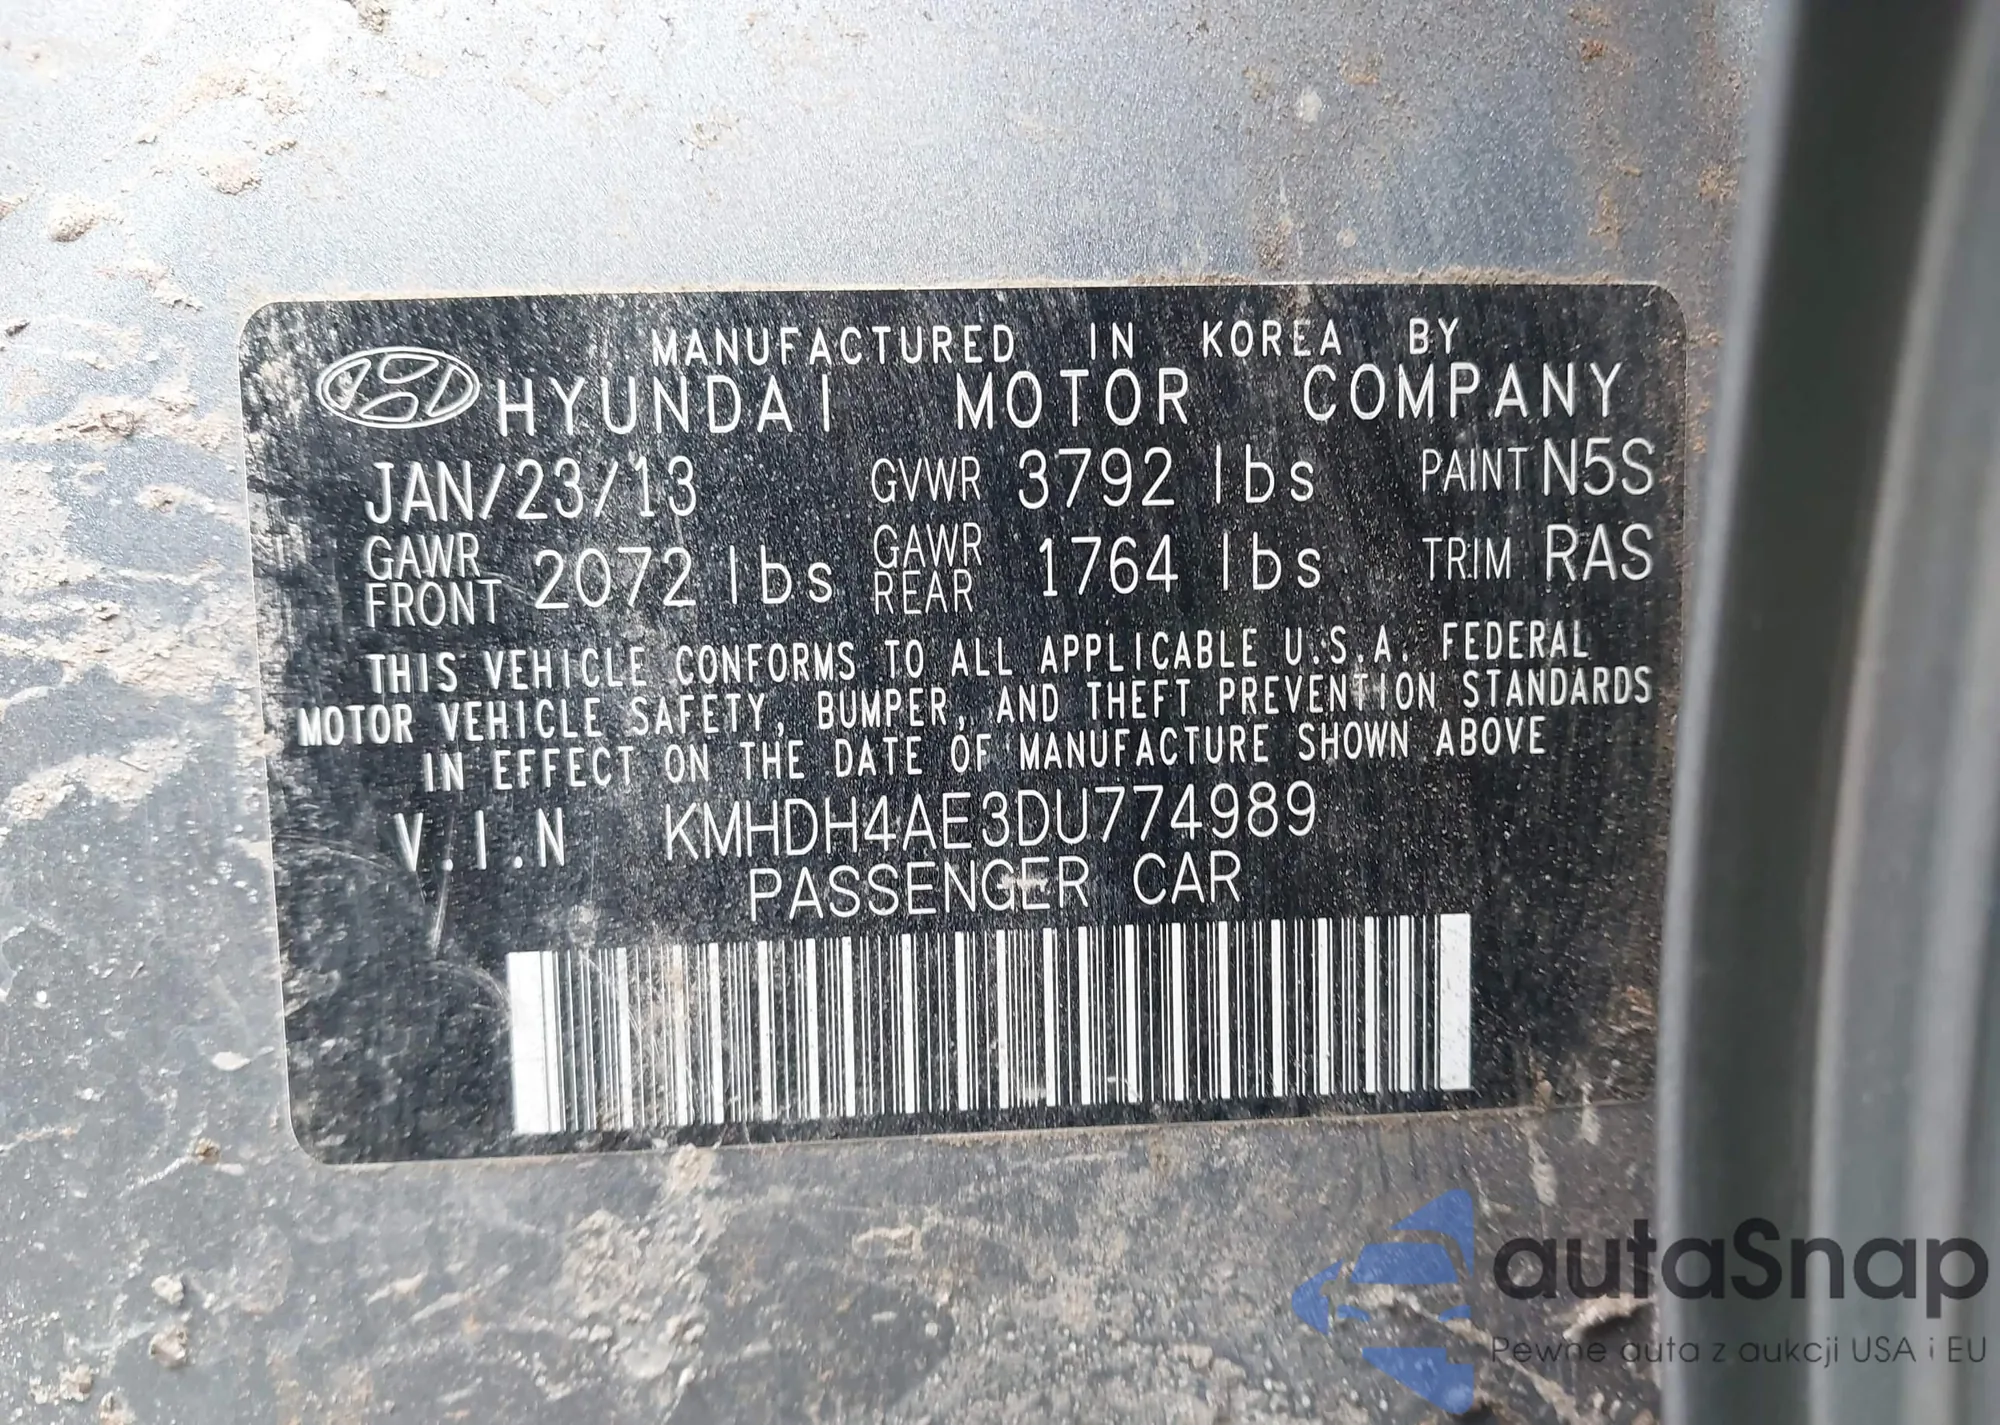 MANUFACTURED IN KOREA BY
HYUNDAI MOTOR COMPANY
JAN/23/13 GVWR 3792 lbs PAINT N5S
GAWR FRONT 2072 lbs GAWR REAR 1764 lbs TRIM RAS
THIS VEHICLE CONFORMS TO ALL APPLICABLE U.S.A. FEDERAL
MOTOR VEHICLE SAFETY, BUMPER, AND THEFT PREVENTION STANDARDS
IN EFFECT ON THE DATE OF MANUFACTURE SHOWN ABOVE
V.I.N KMHDH4AE3DU774989
PASSENGER CAR
autaSnap
Pewne auta z aukcji USA i EU